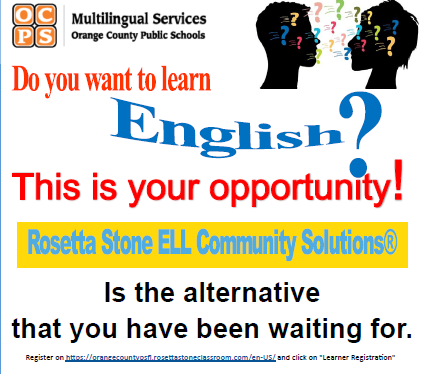 OC
PS
Multilingual Services
Orange County Public Schools
Do you want to learn
English?
This is your opportunity!
Rosetta Stone ELL Community Solutions®
Is the alternative
that you have been waiting for.
Register on https://orangecountypsfl.rosettastoneclassroom.com/en-US/ and click on "Learner Registration"